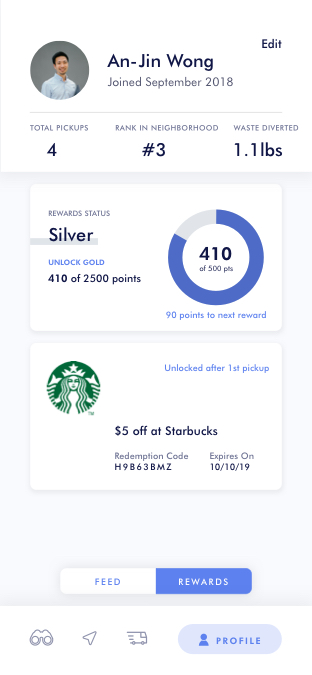 Edit
An-Jin Wong
Joined September 2018
TOTAL PICKUPS
RANK IN NEIGHBORHOOD
WASTE DIVERTED
4
#3
1.1lbs
REWARDS STATUS
Silver
UNLOCK GOLD
410 of 2500 points
410
of 500 pts
90 points to next reward
Unlocked after 1st pickup
TM
$5 off at Starbucks
Redemption Code
Expires On
H9B63BMZ
10/10/19
FEED
REWARDS
PROFILE